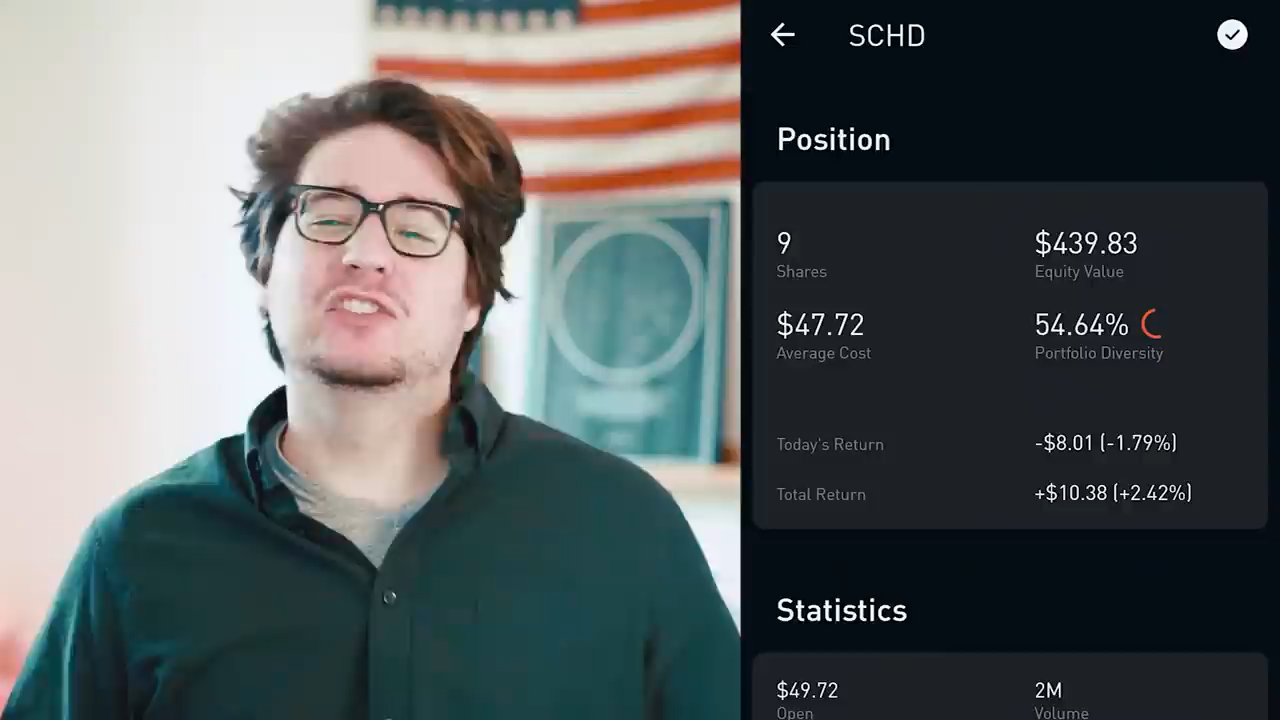 SCHD
Position
9 $439.83
Shares Equity Value
$47.72 54.64%
Average Cost Portfolio Diversity
Today's Return -$8.01 (-1.79%)
Total Return +$10.38 (+2.42%)
Statistics
$49.72 2M
Open Volume